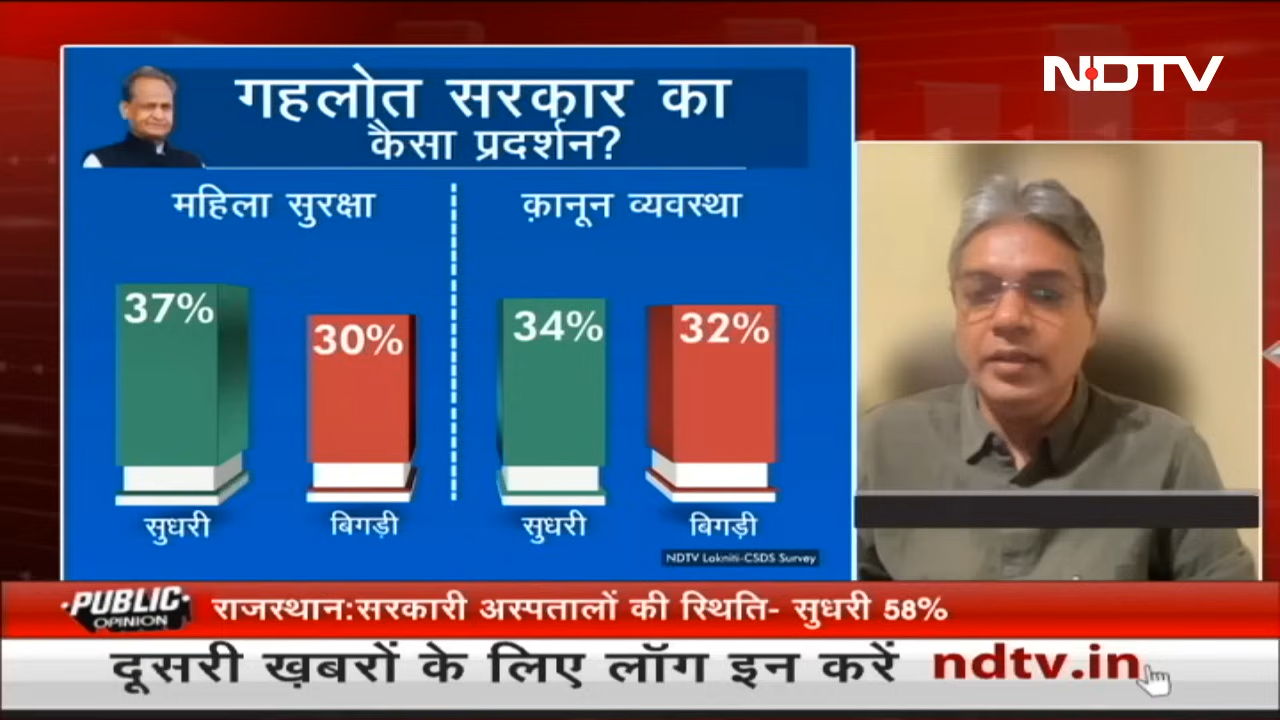 NDTV
गहलोत सरकार का
कैसा प्रदर्शन?
महिला सुरक्षा
क़ानून व्यवस्था
37%
30%
34%
32%
सुधरी
बिगड़ी
सुधरी
बिगड़ी
NDTV Lokniti-CSDS Survey
PUBLIC OPINION
राजस्थान:सरकारी अस्पतालों की स्थिति- सुधरी 58%
दूसरी ख़बरों के लिए लॉग इन करें ndtv.in